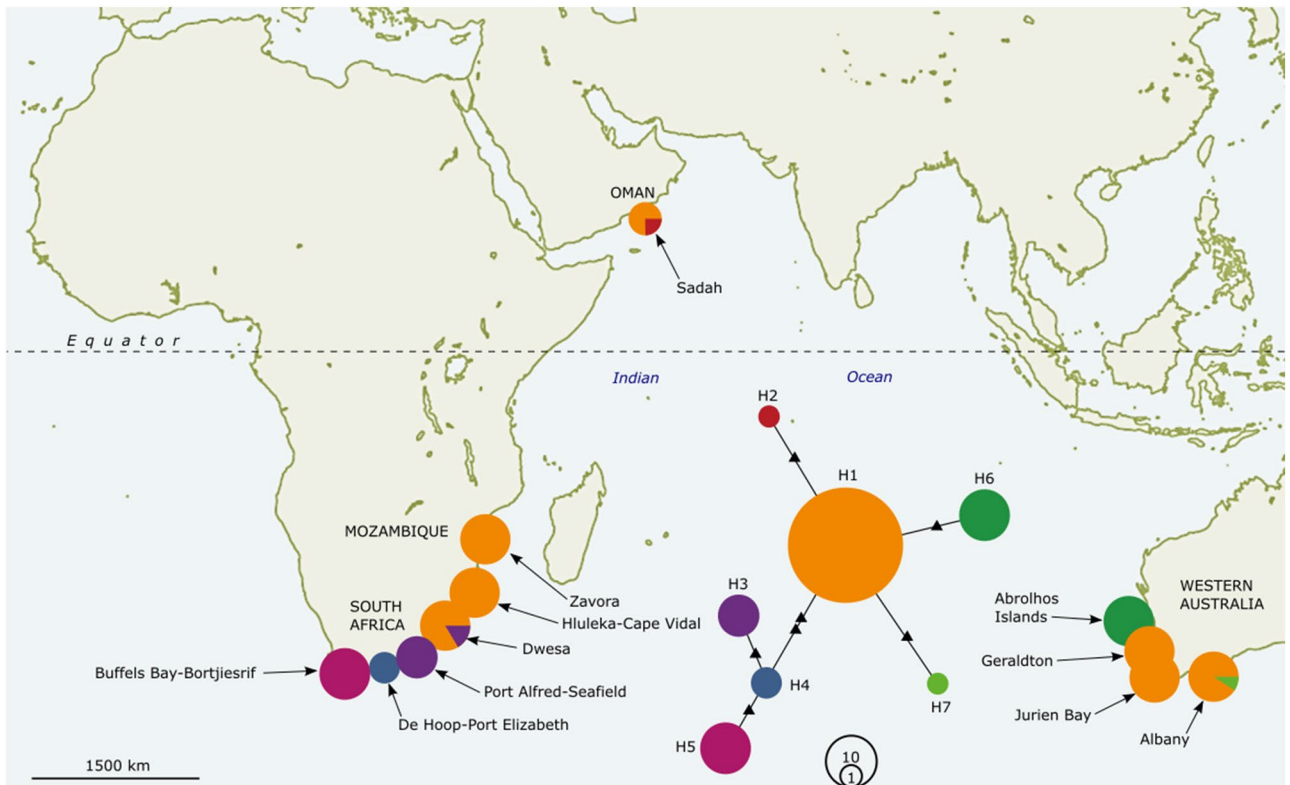 OMAN
Sadah
E q u a t o r
Indian
Ocean
H2
H1
H6
MOZAMBIQUE
Zavora
Hluleka-Cape Vidal
SOUTH
AFRICA
Dwesa
Port Alfred-Seafield
De Hoop-Port Elizabeth
Buffels Bay-Bortjiesrif
H3
H4
H5
H7
WESTERN
AUSTRALIA
Abrolhos
Islands
Geraldton
Jurien Bay
Albany
1500 km
10
1